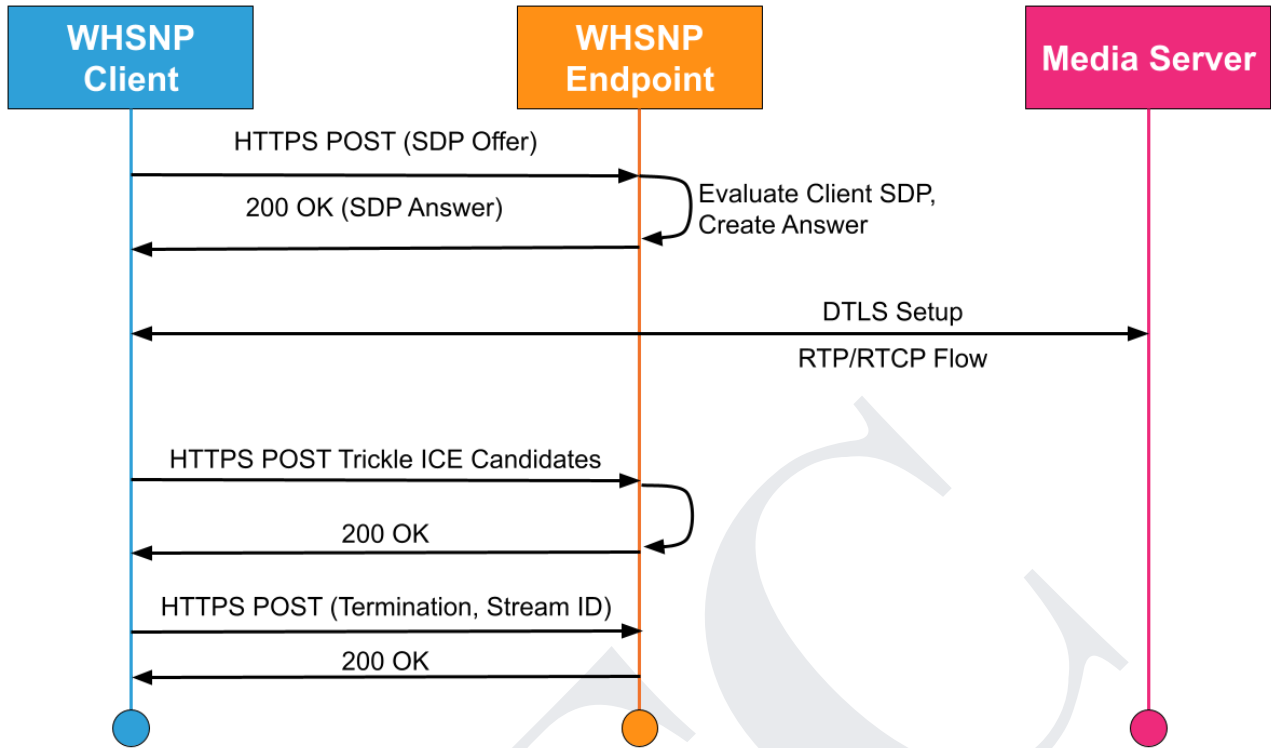 WHSNP
Client
WHSNP
Endpoint
Media Server
HTTPS POST (SDP Offer)
Evaluate Client SDP,
Create Answer
200 OK (SDP Answer)
DTLS Setup
RTP/RTCP Flow
HTTPS POST Trickle ICE Candidates
200 OK
HTTPS POST (Termination, Stream ID)
200 OK